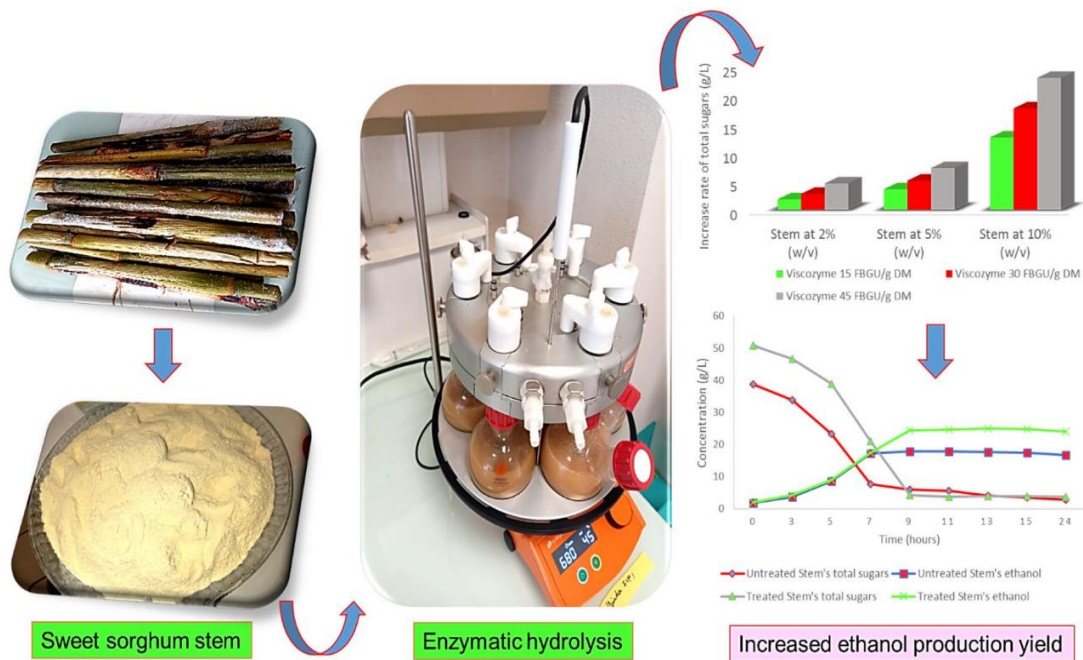 Sweet sorghum stem
680
45
Enzymatic hydrolysis
Increase rate of total sugars (g/L)
25
20
15
10
5
0
Stem at 2%
(w/v)
Stem at 5%
(w/v)
Stem at 10%
(w/v)
Viscozyme 15 FBGU/g DM
Viscozyme 30 FBGU/g DM
Viscozyme 45 FBGU/g DM
Concentration (g/L)
60
50
40
30
20
10
0
0 3 5 7 9 11 13 15 24
Time (hours)
Untreated Stem's total sugars
Untreated Stem's ethanol
Treated Stem's total sugars
Treated Stem's ethanol
Increased ethanol production yield